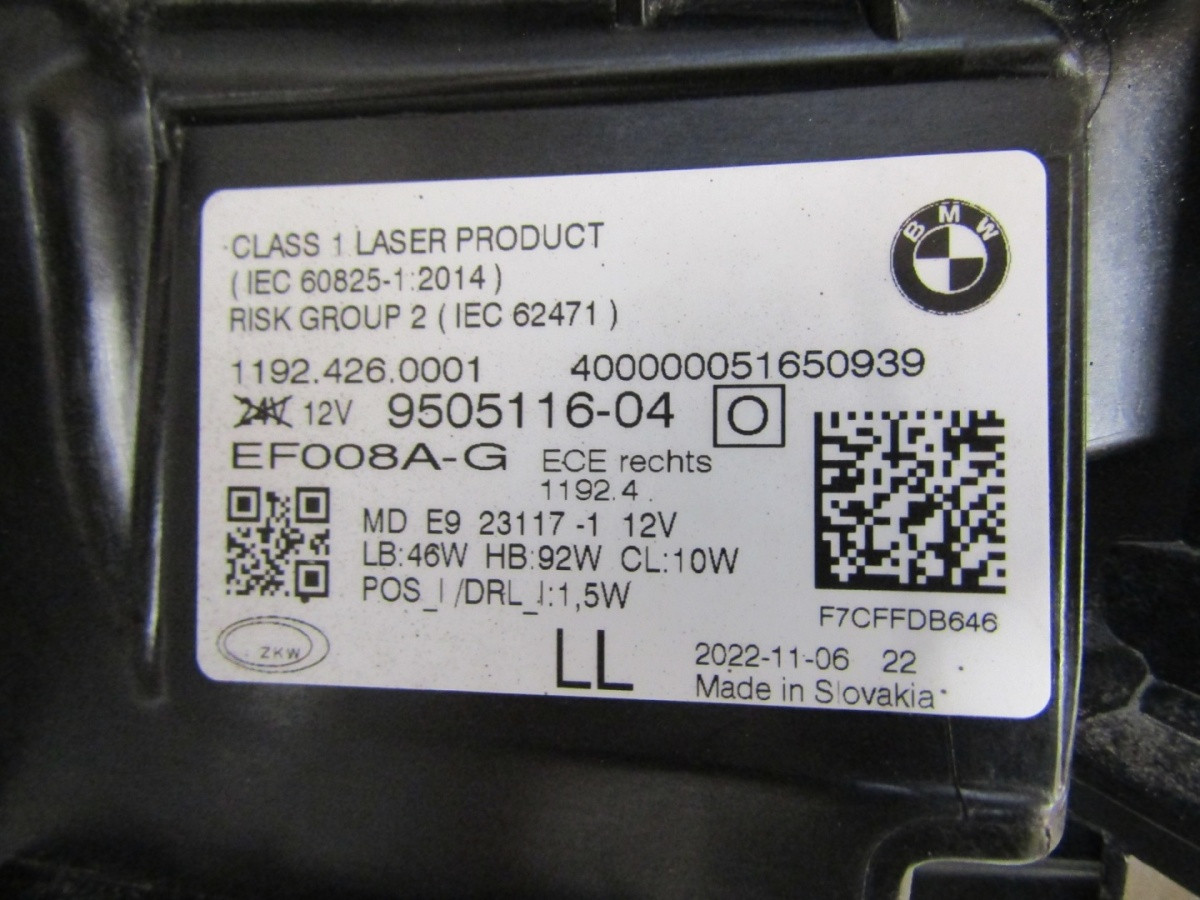 BMW
CLASS 1 LASER PRODUCT
( IEC 60825-1:2014 )
RISK GROUP 2 ( IEC 62471 )
1192.426.0001 400000051650939
24V 12V 9505116-04 O
EF008A-G ECE rechts
1192.4
MD E9 23117 -1 12V
LB:46W HB:92W CL:10W
POS_I /DRL_I:1,5W
F7CFFDB646
ZKW
LL
2022-11-06 22
Made in Slovakia